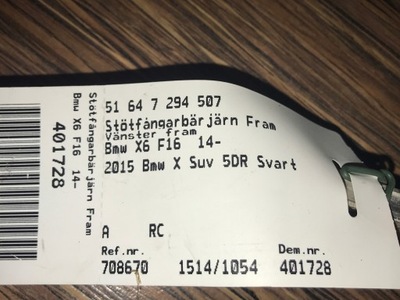 51 64 7 294 507
Stötfångarbärjärn Fram
Vänster fram
Bmw X6 F16 14-
2015 Bmw X Suv 5DR Svart
A RC
Ref.nr. Dem.nr.
708670 1514/1054 401728
Stötfångarbärjärn Fram
Bmw X6 F16 14-
401728